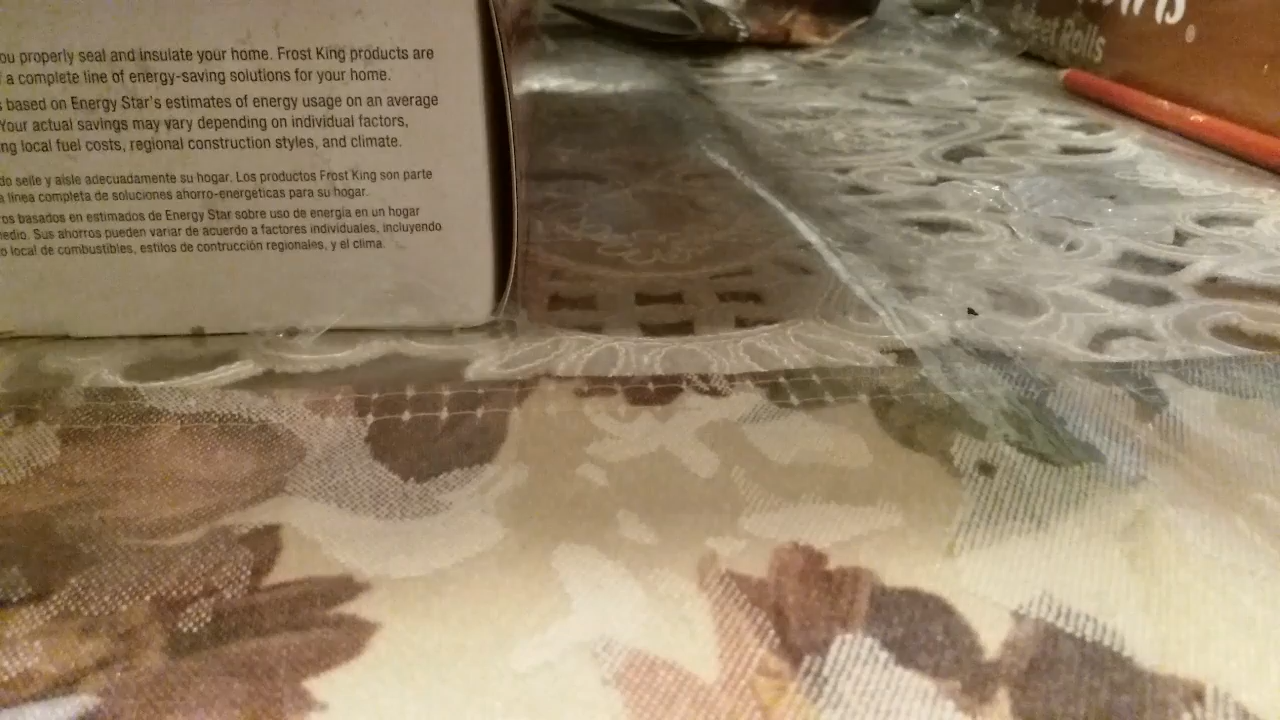 ou properly seal and insulate your home. Frost King products are
a complete line of energy-saving solutions for your home.
s based on Energy Star's estimates of energy usage on an average
Your actual savings may vary depending on individual factors,
ng local fuel costs, regional construction styles, and climate.
do selle y aisle adecuadamente su hogar. Los productos Frost King son parte
a línea completa de soluciones ahorro-energéticas para su hogar.
ros basados en estimados de Energy Star sobre uso de energía en un hogar
medio. Sus ahorros pueden variar de acuerdo a factores individuales, incluyendo
o local de combustibles, estilos de contrucción regionales, y el clima.
Rolls